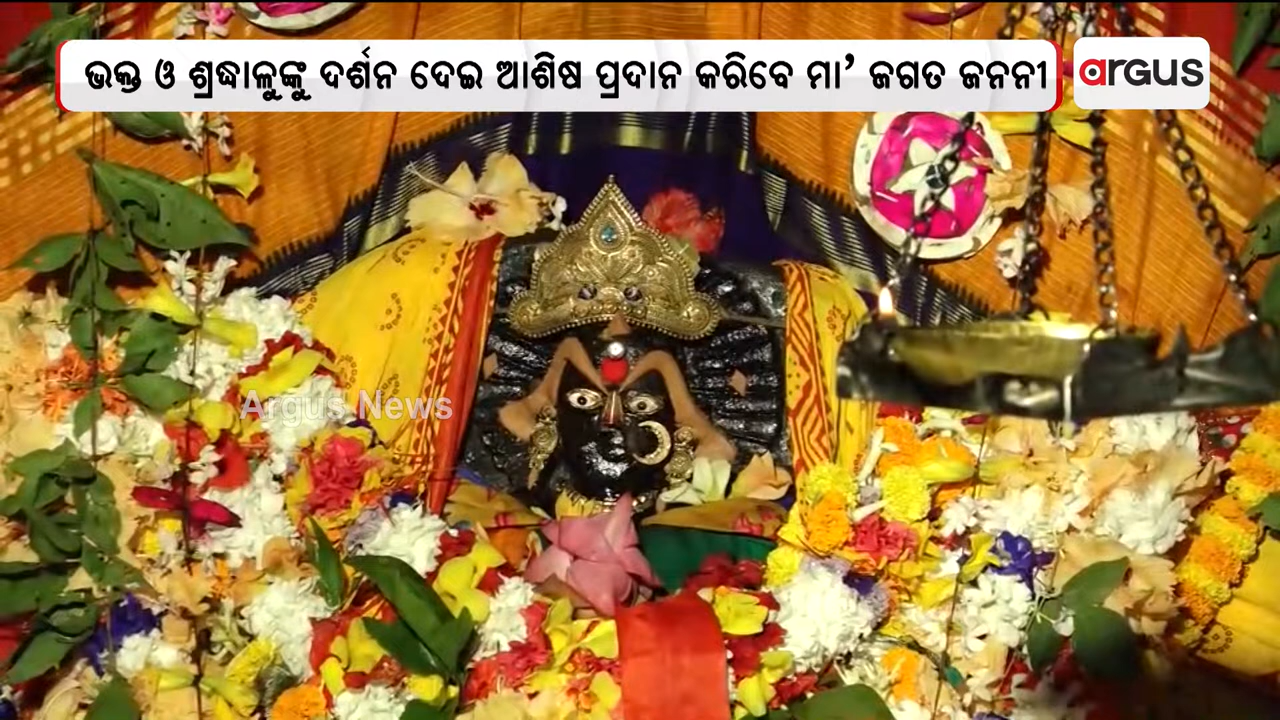 ଭକ୍ତ ଓ ଶ୍ରଦ୍ଧାଳୁଙ୍କୁ ଦର୍ଶନ ଦେଇ ଆଶିଷ ପ୍ରଦାନ କରିବେ ମା’ ଜଗତ ଜନନୀ
argus
Argus News